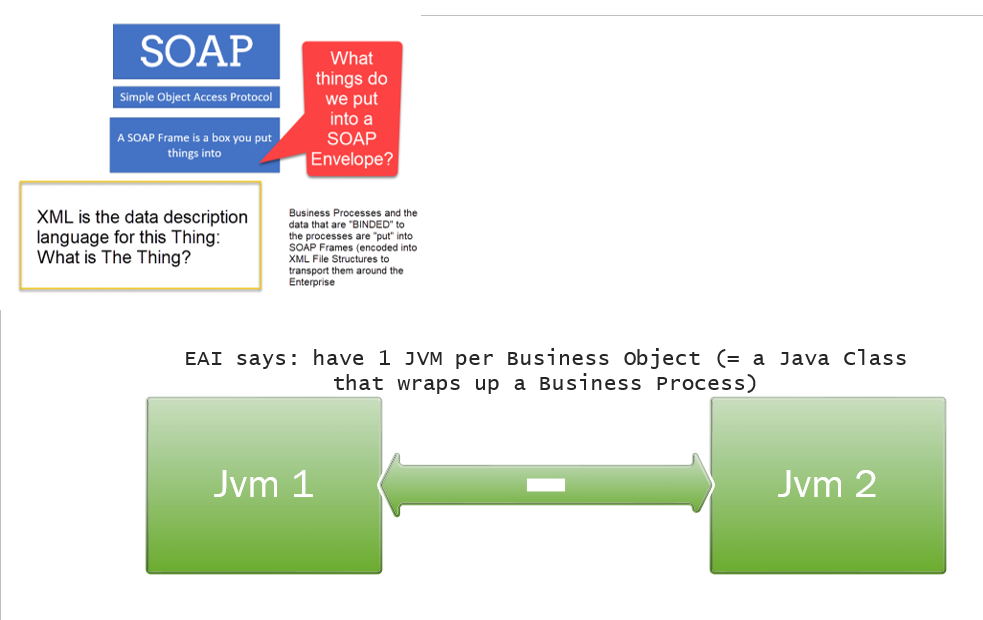 SOAP
Simple Object Access Protocol
A SOAP Frame is a box you put
things into
What
things do
we put
into a
SOAP
Envelope?
XML is the data description
language for this Thing:
What is The Thing?
Business Processes and the
data that are "BINDED" to
the processes are "put" into
SOAP Frames (encoded into
XML File Structures to
transport them around the
Enterprise
EAI says: have 1 JVM per Business Object (= a Java Class
that wraps up a Business Process)
Jvm 1
Jvm 2